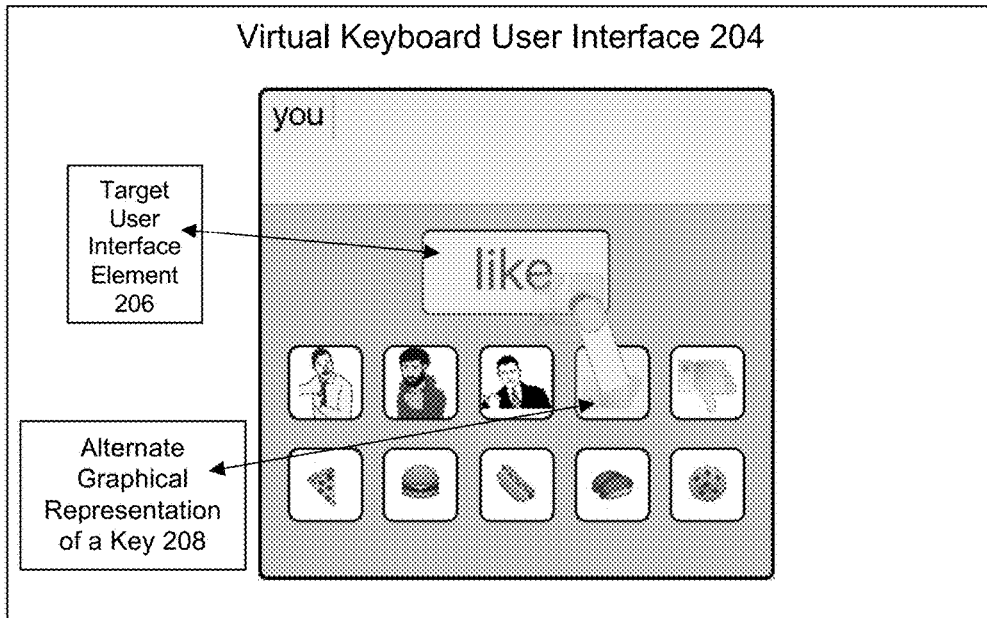 Virtual Keyboard User Interface 204
you
Target
User
Interface
Element
206
like
Alternate
Graphical
Representation
of a Key 208